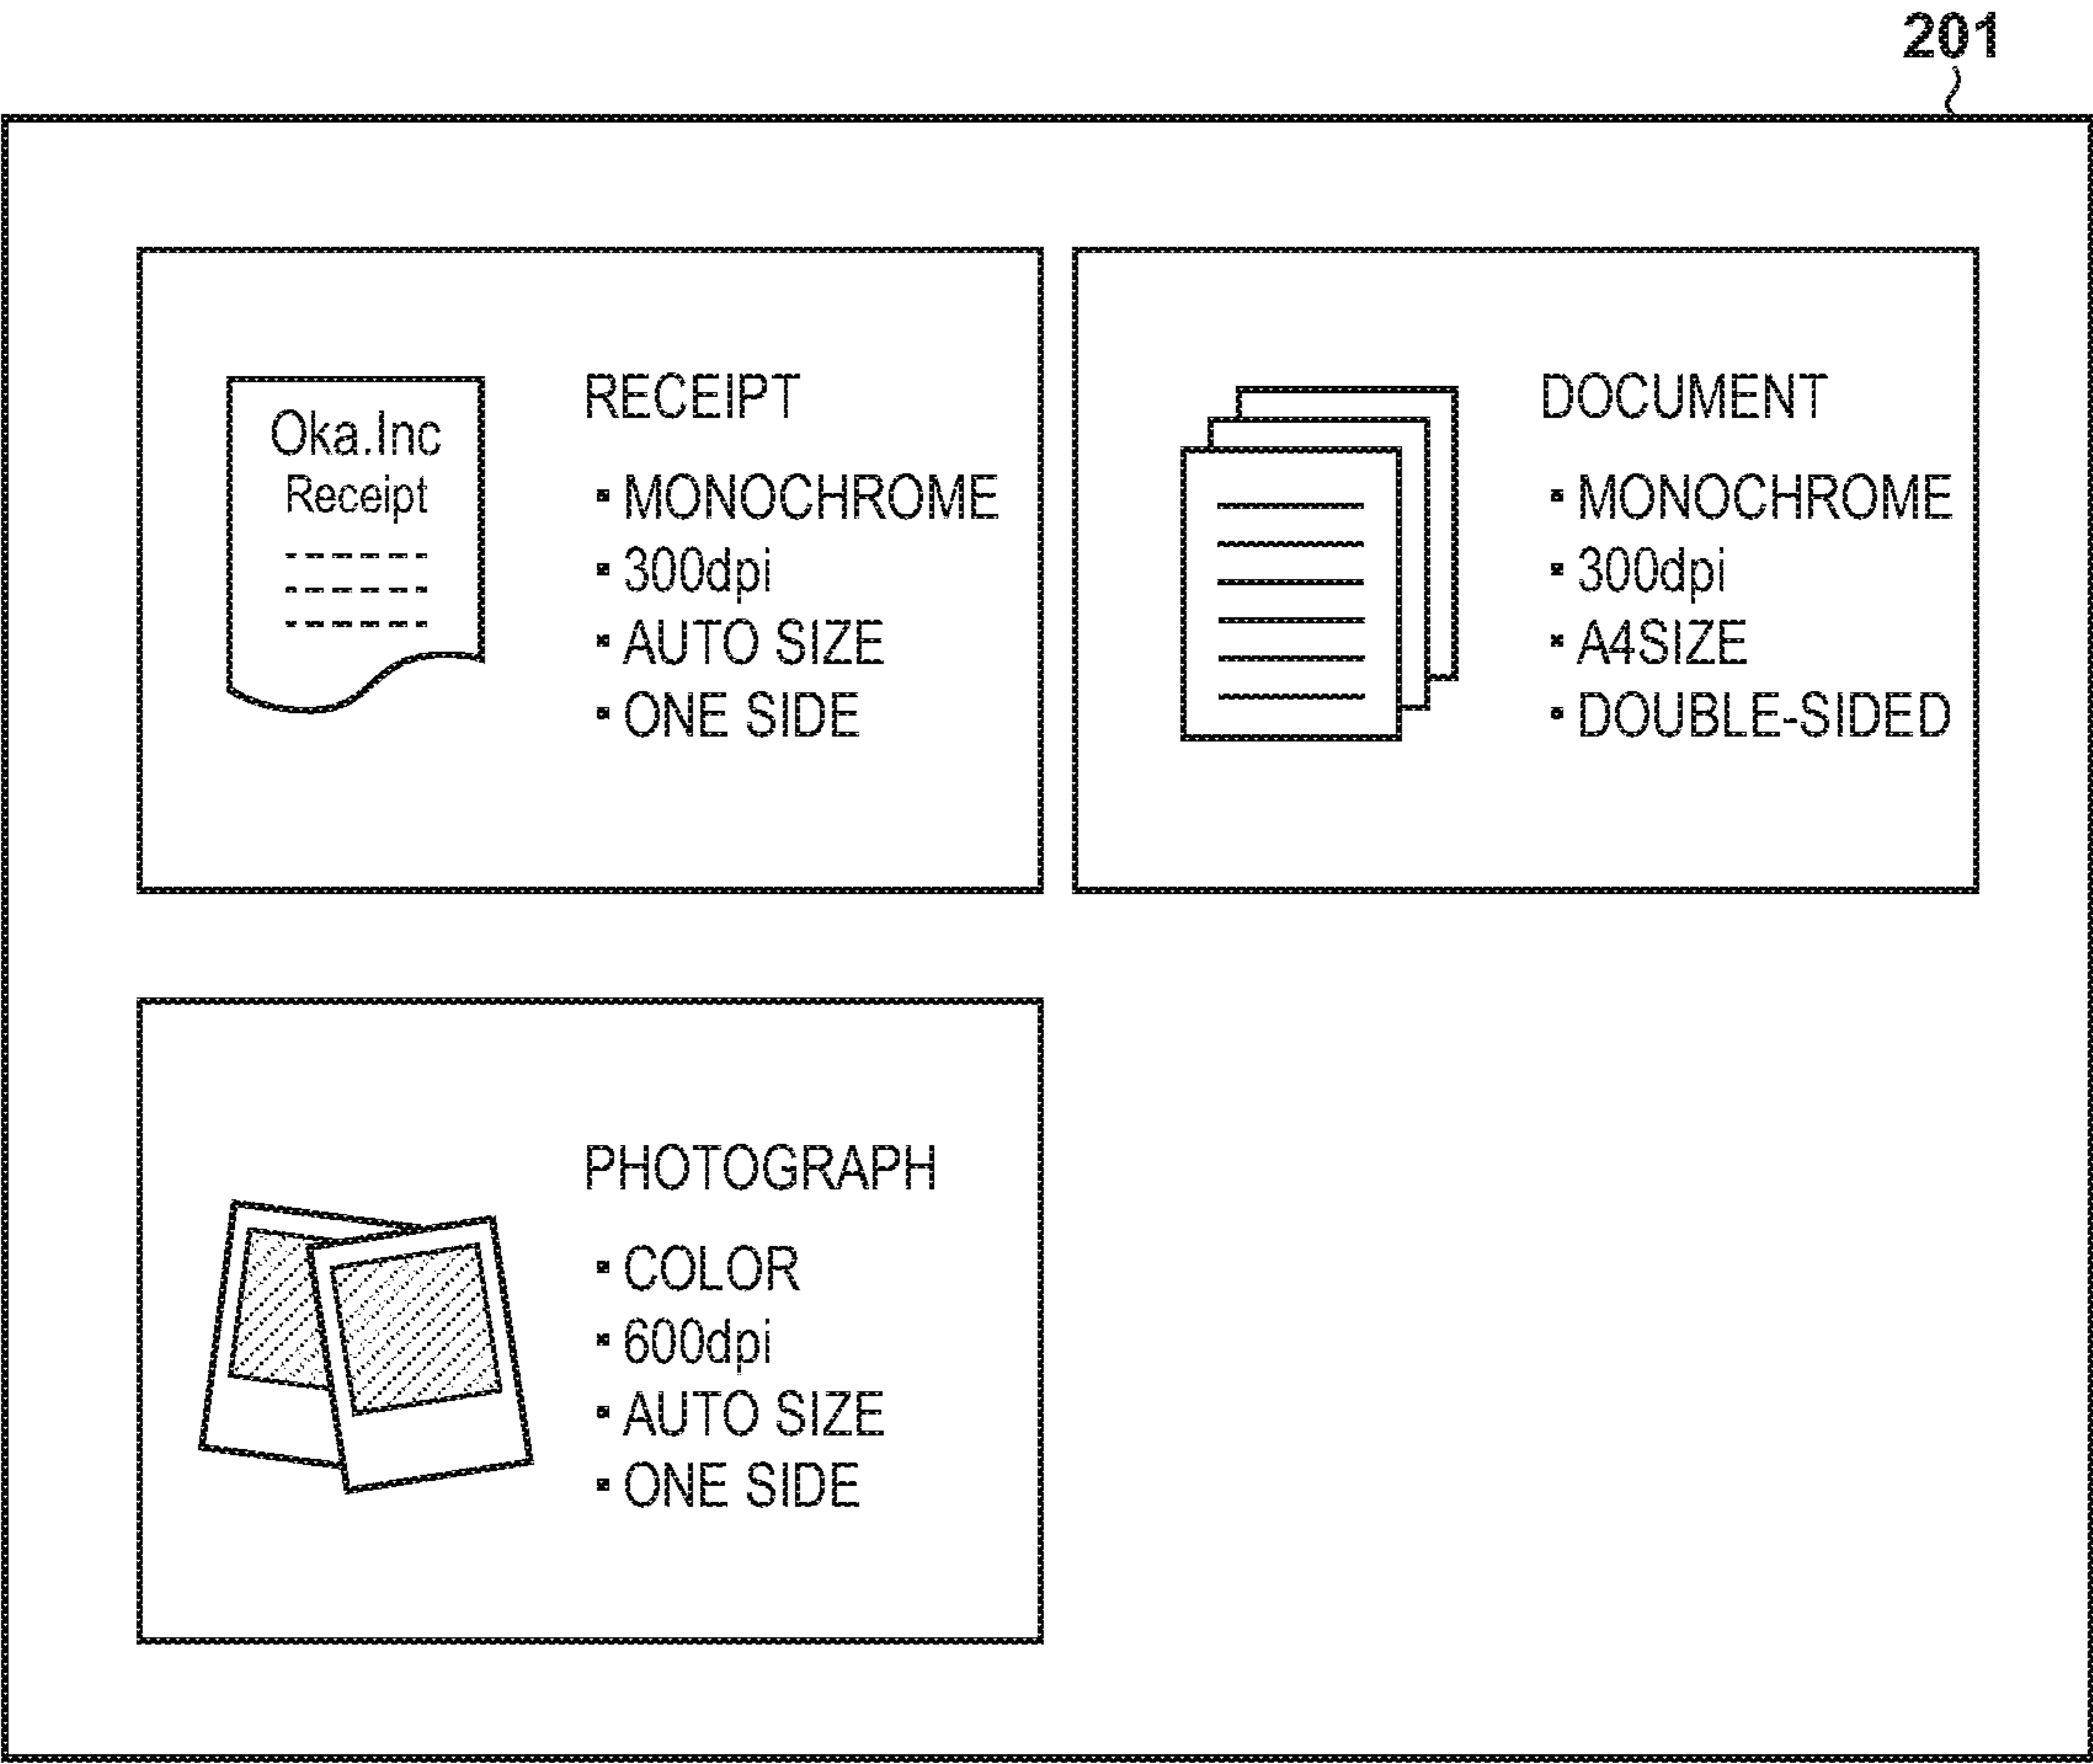 201
Oka.Inc
Receipt
RECEIPT
▪ MONOCHROME
▪ 300dpi
▪ AUTO SIZE
▪ ONE SIDE
DOCUMENT
▪ MONOCHROME
▪ 300dpi
▪ A4SIZE
▪ DOUBLE-SIDED
PHOTOGRAPH
▪ COLOR
▪ 600dpi
▪ AUTO SIZE
▪ ONE SIDE